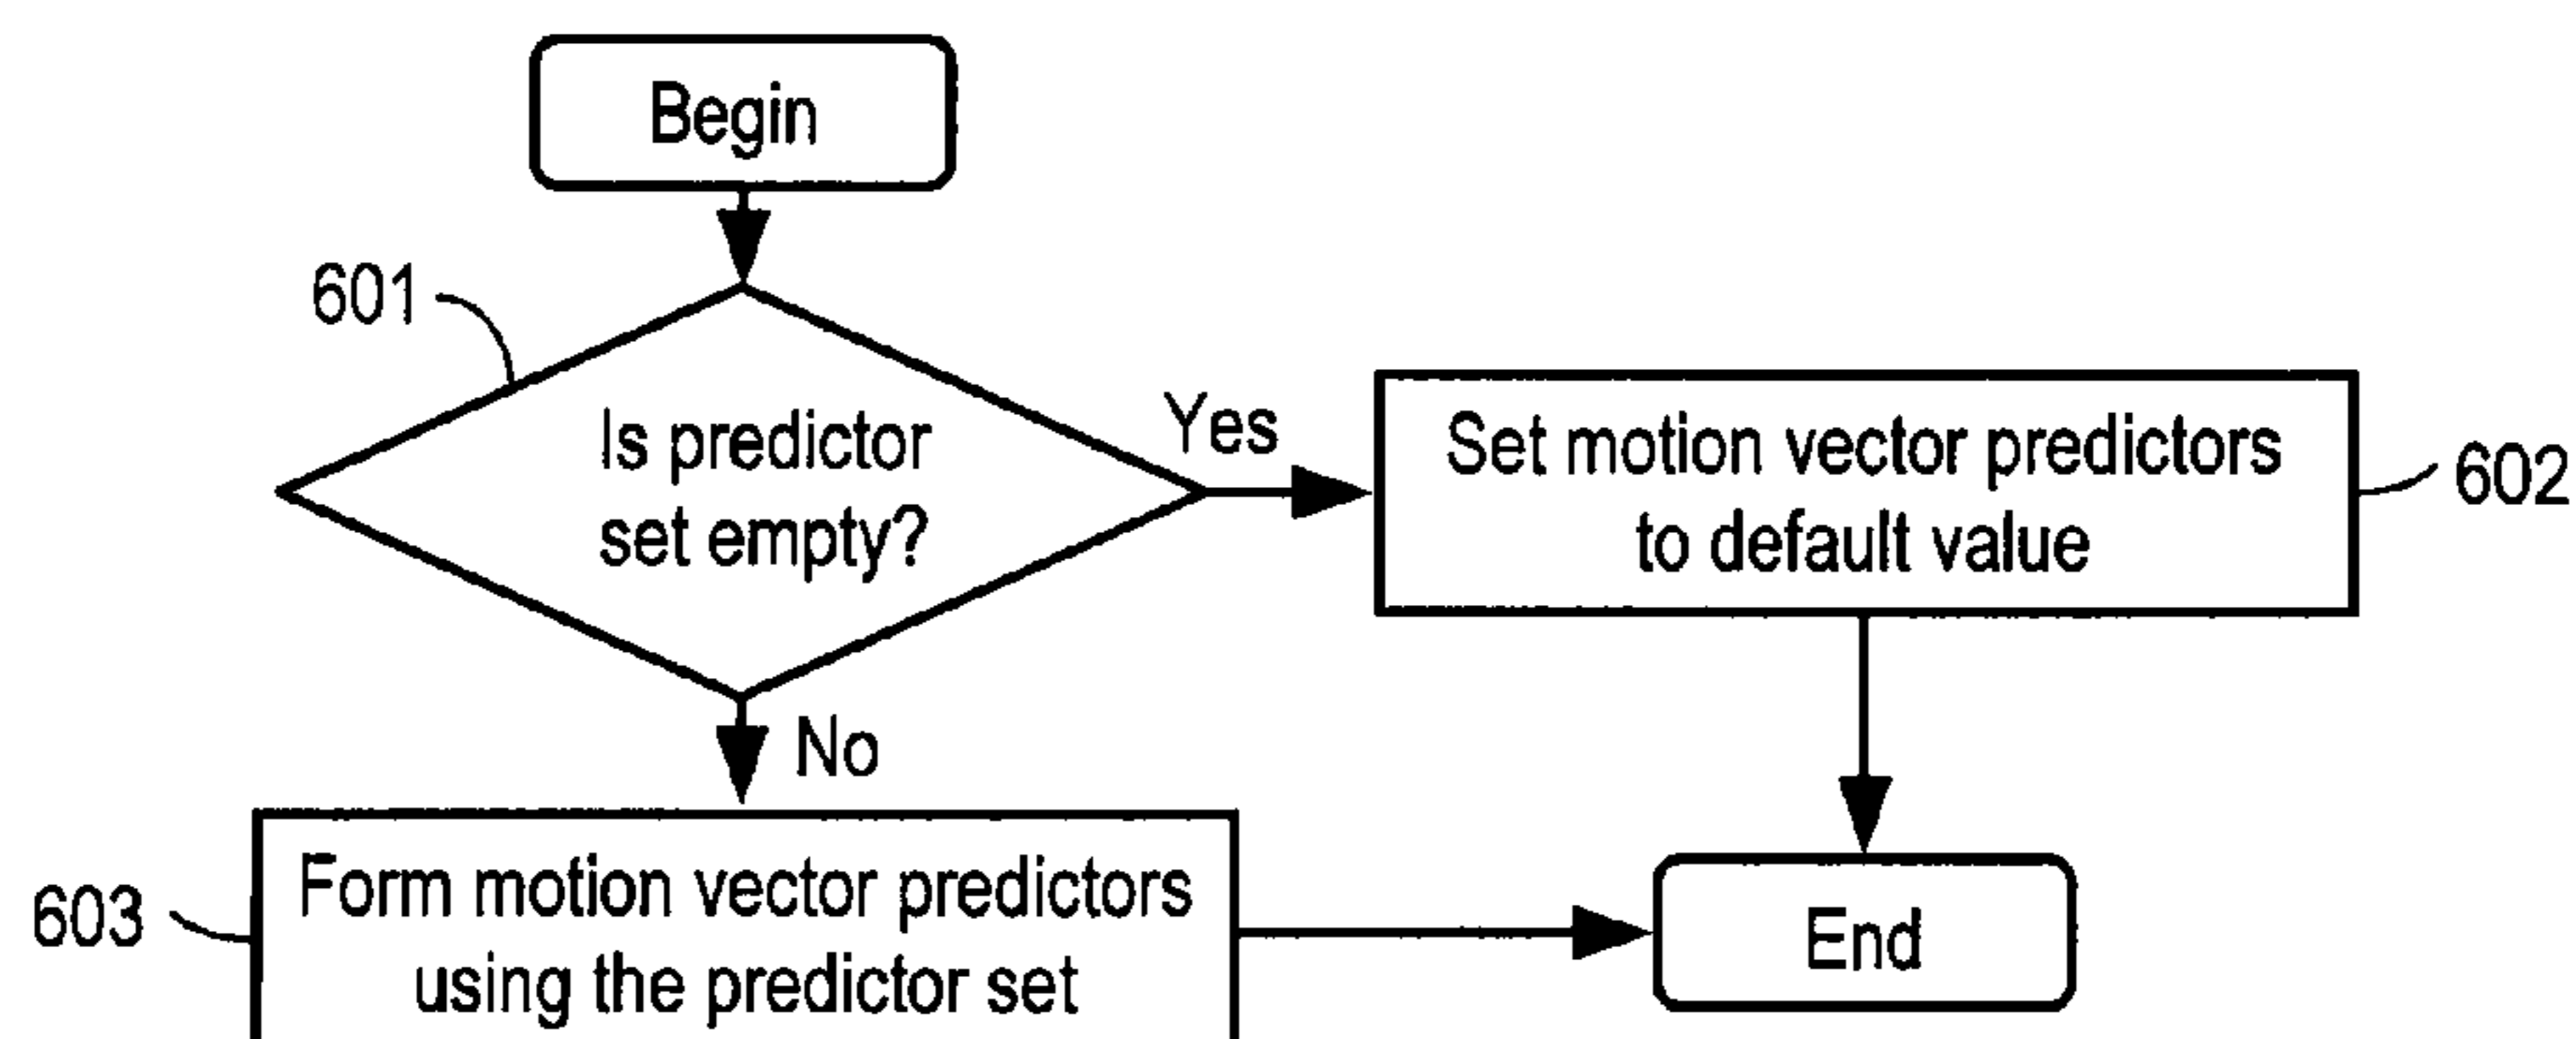 Begin
601
Is predictor
set empty?
Yes
Set motion vector predictors
to default value
602
No
603
Form motion vector predictors
using the predictor set
End